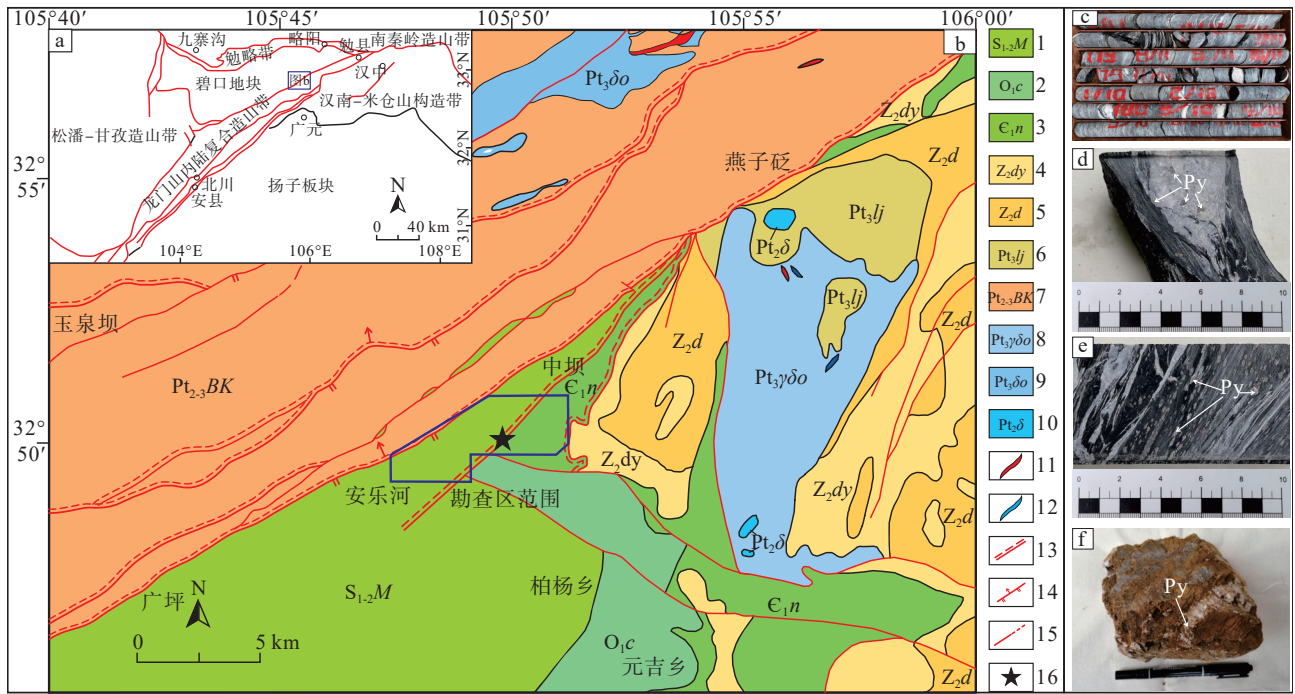 105°40′ 105°46′ 105°50′ 105°55′ 106°00′
32°
55′
32°
50′
a
九寨沟
略阳
勉县
南秦岭造山带
勉略带
汉中
碧口地块
图b
汉南-米仓山构造带
松潘-甘孜造山带
龙门山内陆复合造山带
广元
北川
安县
扬子板块
N
0 40 km
104°E 106°E 108°E
33°N
32°N
31°N
b
Pt₃δο
Z₂dy
Z₂d
燕子砭
Pt₃lj
Pt₂δ
Pt₃lj
Z₂d
玉泉坝
Z₂d
Pt₃γδο
Pt₂₋₃BK
中坝
Є₁n
Z₂dy
Z₂dy
安乐河
勘查区范围
Z₂d
Pt₂δ
N
广坪
S₁₋₂M
柏杨乡
Є₁n
0 5 km
O₁c
元吉乡
Z₂d
S₁₋₂M 1
O₁c 2
Є₁n 3
Z₂dy 4
Z₂d 5
Pt₃lj 6
Pt₂₋₃BK 7
Pt₃γδο 8
Pt₃δο 9
Pt₂δ 10
11
12
13
14
15
16
c
d
Py
0 2 4 6 8 10
e
Py
0 2 4 6 8 10
f
Py